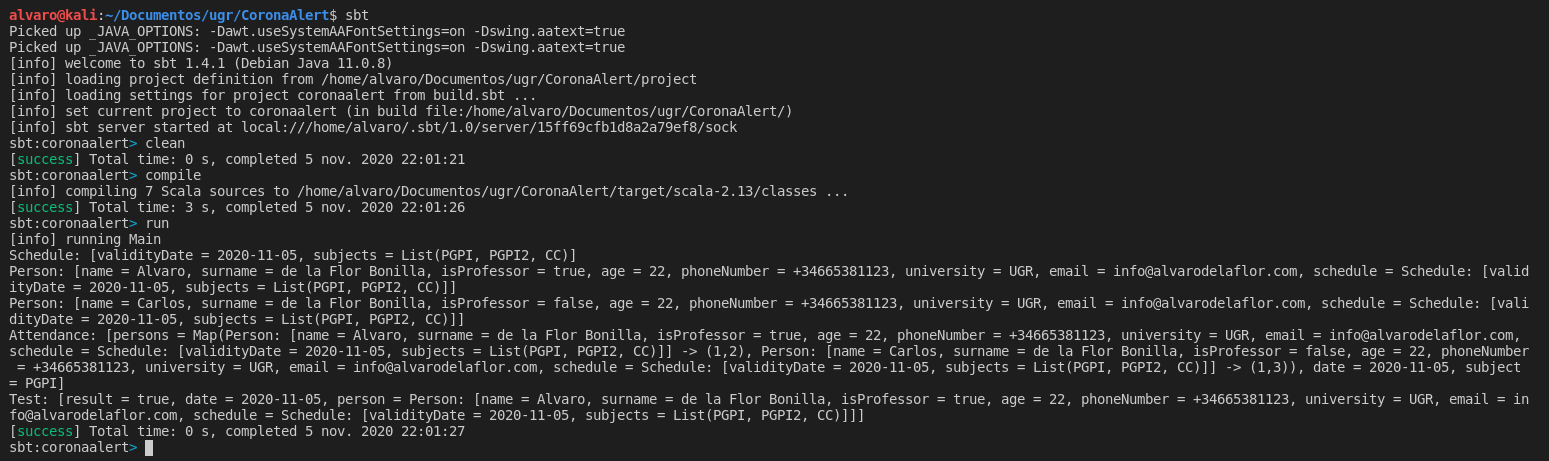 alvaro@kali:~/Documentos/ugr/CoronaAlert$ sbt
Picked up _JAVA_OPTIONS: -Dawt.useSystemAAFontSettings=on -Dswing.aatext=true
Picked up _JAVA_OPTIONS: -Dawt.useSystemAAFontSettings=on -Dswing.aatext=true
[info] welcome to sbt 1.4.1 (Debian Java 11.0.8)
[info] loading project definition from /home/alvaro/Documentos/ugr/CoronaAlert/project
[info] loading settings for project coronaalert from build.sbt ...
[info] set current project to coronaalert (in build file:/home/alvaro/Documentos/ugr/CoronaAlert/)
[info] sbt server started at local:///home/alvaro/.sbt/1.0/server/15ff69cfb1d8a2a79ef8/sock
sbt:coronaalert> clean
[success] Total time: 0 s, completed 5 nov. 2020 22:01:21
sbt:coronaalert> compile
[info] compiling 7 Scala sources to /home/alvaro/Documentos/ugr/CoronaAlert/target/scala-2.13/classes ...
[success] Total time: 3 s, completed 5 nov. 2020 22:01:26
sbt:coronaalert> run
[info] running Main
Schedule: [validityDate = 2020-11-05, subjects = List(PGPI, PGPI2, CC)]
Person: [name = Alvaro, surname = de la Flor Bonilla, isProfessor = true, age = 22, phoneNumber = +34665381123, university = UGR, email = info@alvarodelaflor.com, schedule = Schedule: [valid
ityDate = 2020-11-05, subjects = List(PGPI, PGPI2, CC)]]
Person: [name = Carlos, surname = de la Flor Bonilla, isProfessor = false, age = 22, phoneNumber = +34665381123, university = UGR, email = info@alvarodelaflor.com, schedule = Schedule: [vali
dityDate = 2020-11-05, subjects = List(PGPI, PGPI2, CC)]]
Attendance: [persons = Map(Person: [name = Alvaro, surname = de la Flor Bonilla, isProfessor = true, age = 22, phoneNumber = +34665381123, university = UGR, email = info@alvarodelaflor.com,
schedule = Schedule: [validityDate = 2020-11-05, subjects = List(PGPI, PGPI2, CC)]] -> (1,2), Person: [name = Carlos, surname = de la Flor Bonilla, isProfessor = false, age = 22, phoneNumber
 = +34665381123, university = UGR, email = info@alvarodelaflor.com, schedule = Schedule: [validityDate = 2020-11-05, subjects = List(PGPI, PGPI2, CC)]] -> (1,3)), date = 2020-11-05, subject
= PGPI]
Test: [result = true, date = 2020-11-05, person = Person: [name = Alvaro, surname = de la Flor Bonilla, isProfessor = true, age = 22, phoneNumber = +34665381123, university = UGR, email = in
fo@alvarodelaflor.com, schedule = Schedule: [validityDate = 2020-11-05, subjects = List(PGPI, PGPI2, CC)]]]
[success] Total time: 0 s, completed 5 nov. 2020 22:01:27
sbt:coronaalert>